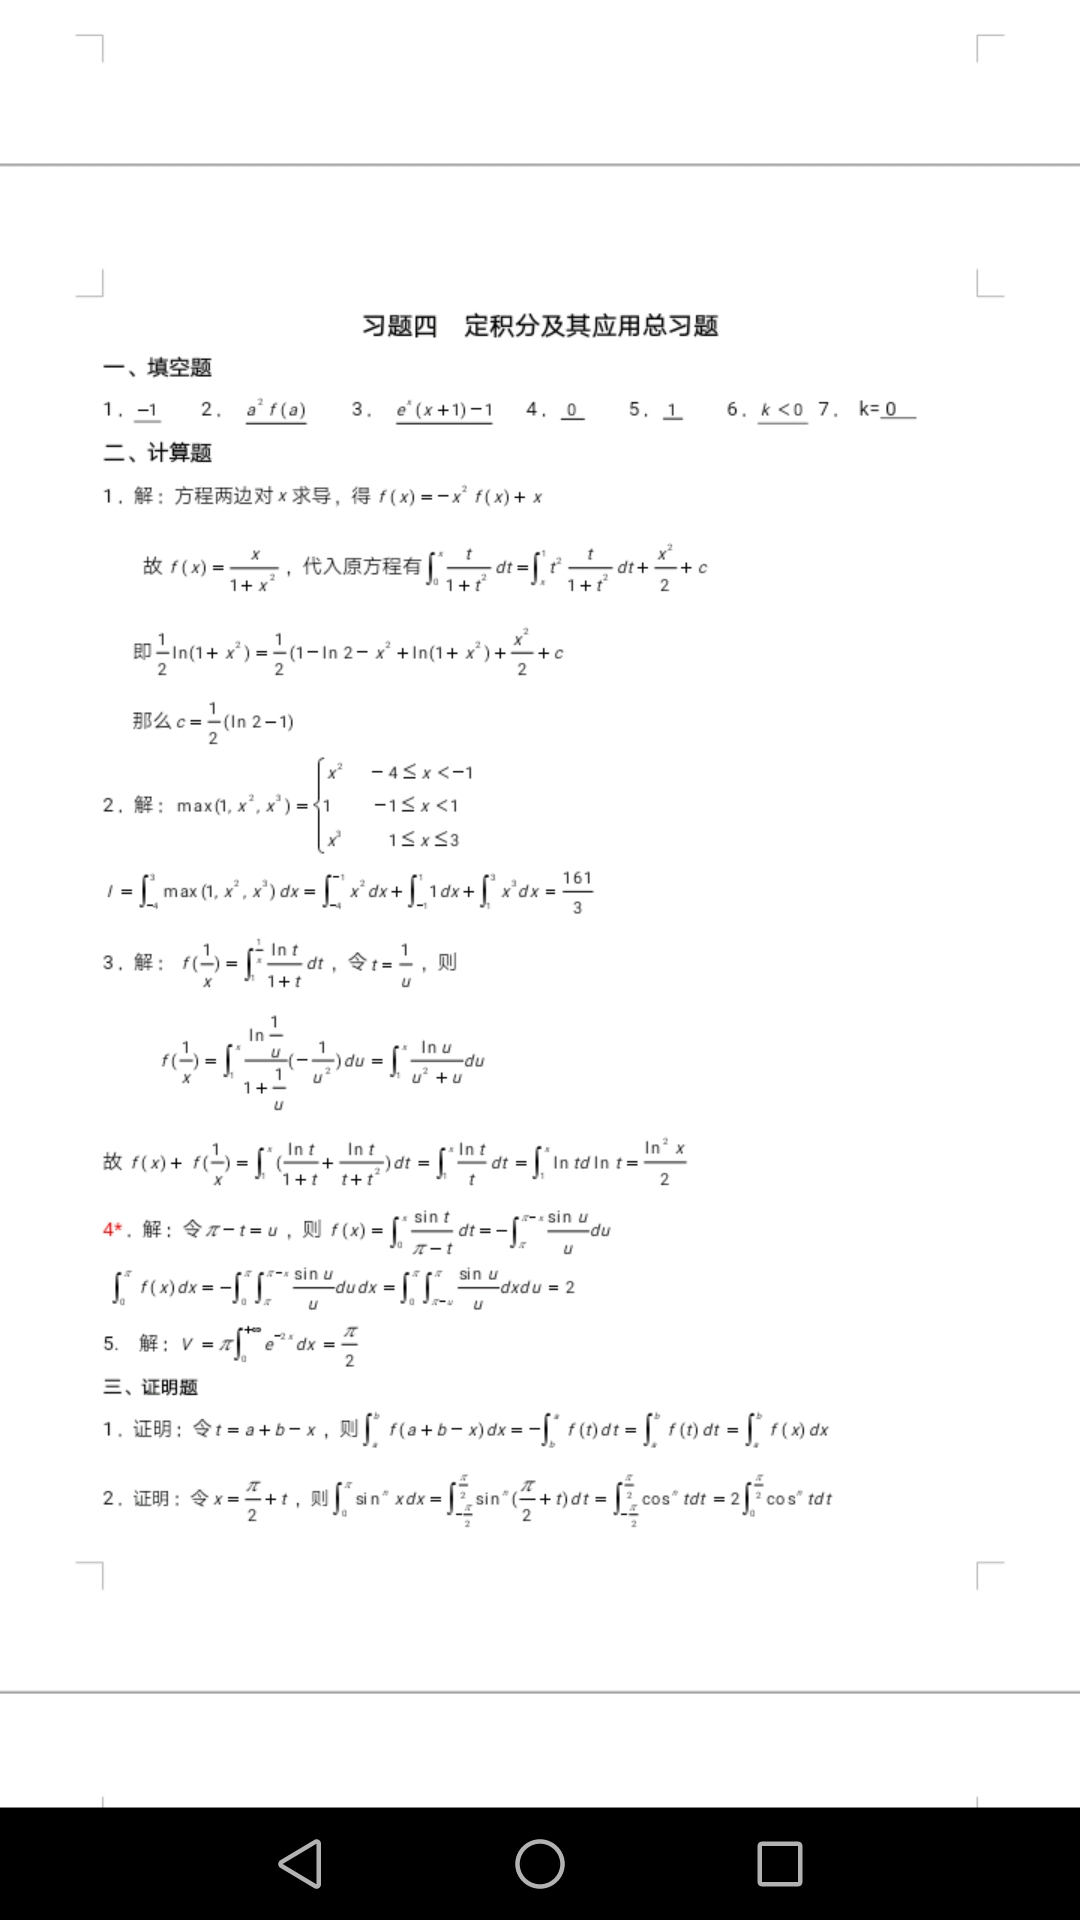 习题四 定积分及其应用总习题
一、填空题
1. −1 2. a² f(a) 3. eˣ(x+1)−1 4. 0 5. 1 6. k<0 7. k=0
二、计算题
1. 解：方程两边对 x 求导，得 f(x)=−x² f(x)+x
故 f(x)=x/(1+x²)，代入原方程有 ∫₀ˣ t/(1+t²) dt=∫ₓ¹ t² t/(1+t²) dt+x²/2+c
即 1/2 ln(1+x²)=1/2(1−ln 2−x²+ln(1+x²)+x²/2+c
那么 c=1/2(ln 2−1)
2. 解：max(1, x², x³)={x² −4≤x<−1
1 −1≤x<1
x³ 1≤x≤3
I=∫₋₄³ max(1, x², x³)dx=∫₋₄⁻¹ x²dx+∫₋₁¹ 1dx+∫₁³ x³dx=161/3
3. 解：f(1/x)=∫₁^(1/x) ln t/(1+t) dt，令 t=1/u，则
f(1/x)=∫₁ˣ (ln 1/u)/(1+1/u)(−1/u²)du=∫₁ˣ ln u/(u²+u) du
故 f(x)+f(1/x)=∫₁ˣ (ln t/(1+t)+ln t/(t+t²))dt=∫₁ˣ ln t/t dt=∫₁ˣ ln td ln t=ln² x/2
4*. 解：令 π−t=u，则 f(x)=∫₀ˣ sin t/(π−t) dt=−∫_π^(π−x) sin u/u du
∫₀^π f(x)dx=−∫₀^π ∫_π^(π−x) sin u/u dudx=∫₀^π ∫_(π−u)^π sin u/u dxdu=2
5. 解：V=π∫₀^(+∞) e^(−2x) dx=π/2
三、证明题
1. 证明：令 t=a+b−x，则 ∫ₐᵇ f(a+b−x)dx=−∫_b^a f(t)dt=∫ₐᵇ f(t)dt=∫ₐᵇ f(x)dx
2. 证明：令 x=π/2+t，则 ∫₀^π sinⁿ xdx=∫_(−π/2)^(π/2) sinⁿ(π/2+t)dt=∫_(−π/2)^(π/2) cosⁿ tdt=2∫₀^(π/2) cosⁿ tdt